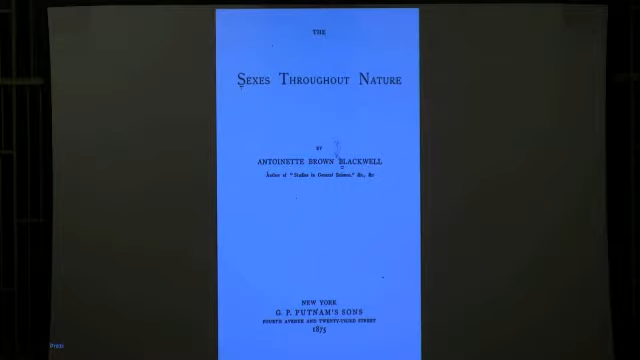 THE
SEXES THROUGHOUT NATURE
BY
ANTOINETTE BROWN BLACKWELL
Author of "Studies in General Science," &c., &c
NEW YORK
G. P. PUTNAM'S SONS
FOURTH AVENUE AND TWENTY-THIRD STREET
1875
Prezi